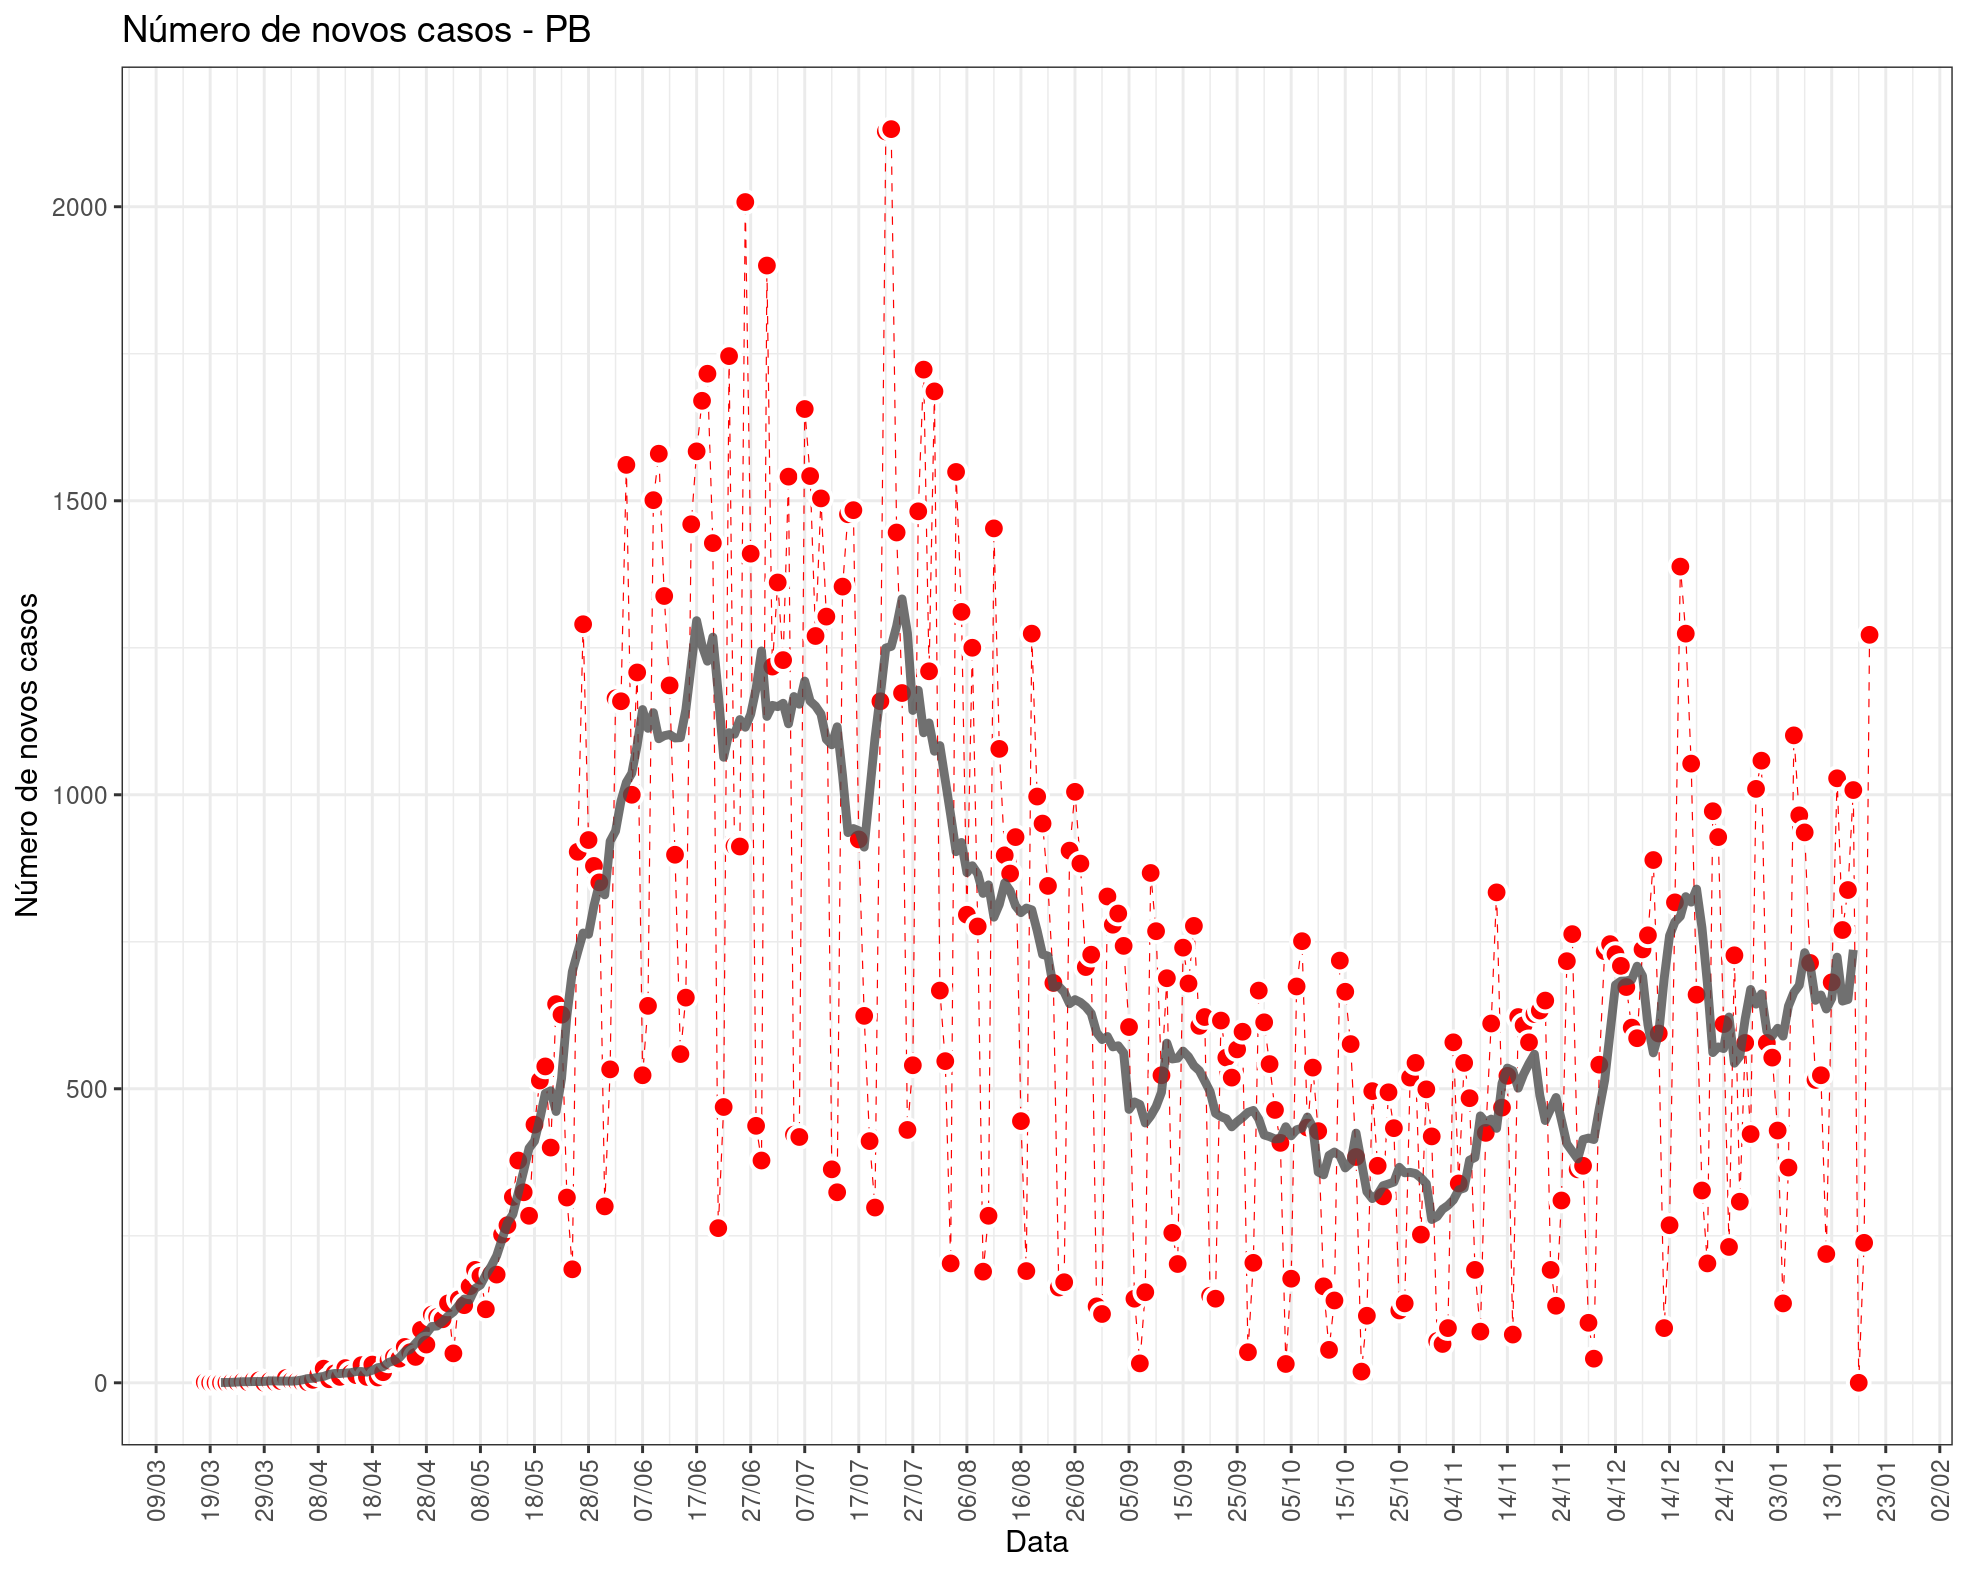 Número de novos casos - PB
Número de novos casos
2000
1500
1000
500
0
09/03 19/03 29/03 08/04 18/04 28/04 08/05 18/05 28/05 07/06 17/06 27/06 07/07 17/07 27/07 06/08 16/08 26/08 05/09 15/09 25/09 05/10 15/10 25/10 04/11 14/11 24/11 04/12 14/12 24/12 03/01 13/01 23/01 02/02
Data